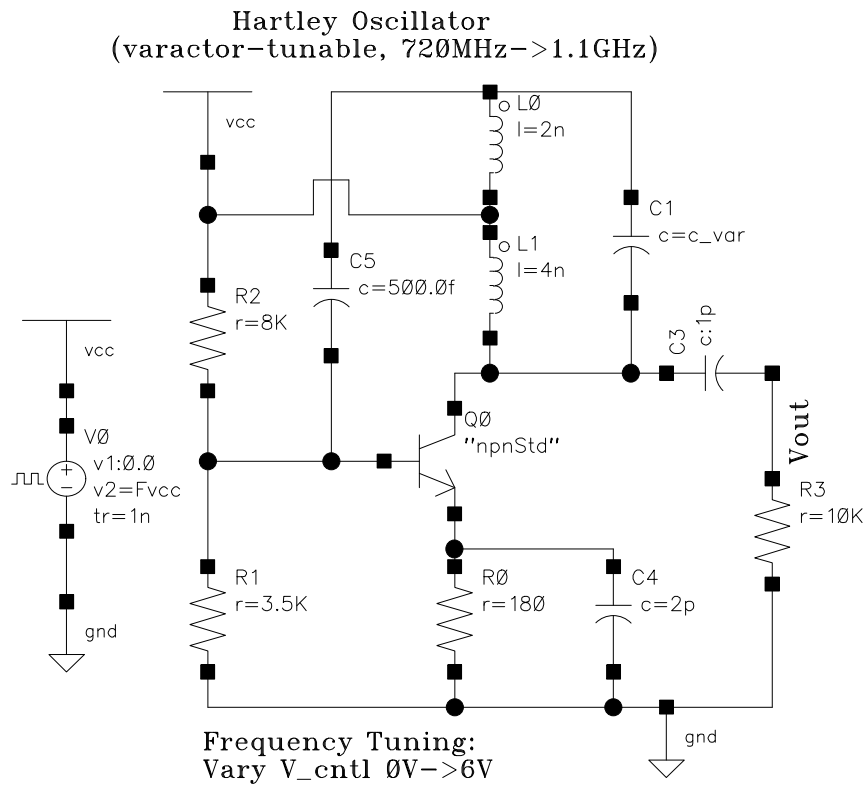 Hartley Oscillator
(varactor-tunable, 720MHz->1.1GHz)
vcc
L0
l=2n
C1
c=c_var
L1
l=4n
C5
c=500.0f
R2
r=8K
vcc
C3
c:1p
Q0
"npnStd"
Vout
V0
v1:0.0
v2=Fvcc
tr=1n
R3
r=10K
R1
r=3.5K
R0
r=180
C4
c=2p
gnd
gnd
Frequency Tuning:
Vary V_cntl 0V->6V